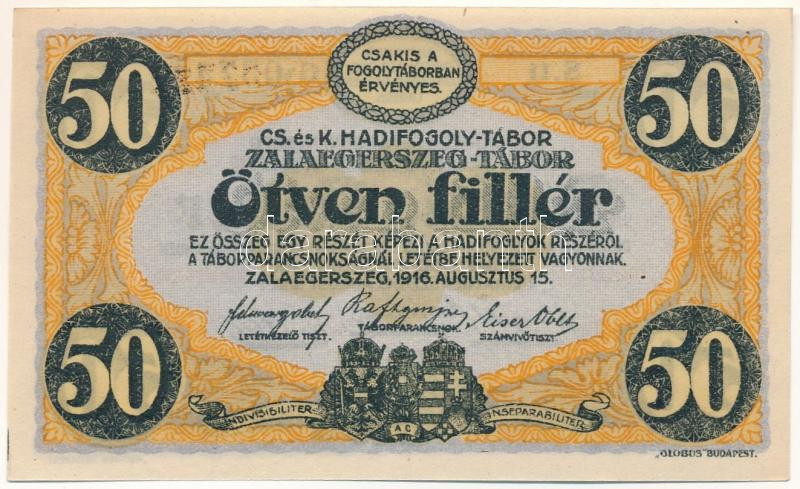 CSAKIS A
FOGOLYTÁBORBAN
ÉRVÉNYES.
50
50
CS. és K. HADIFOGOLY-TÁBOR
ZALAEGERSZEG-TÁBOR
Ötven fillér
EZ ÖSSZEG EGY RÉSZÉT KÉPEZI A HADIFOGLYOK RÉSZÉRŐL
A TÁBORPARANCSNOKSÁGNÁL LETÉTBE HELYEZETT VAGYONNAK.
ZALAEGERSZEG, 1916. AUGUSZTUS 15.
LETÉTKEZELŐ TISZT.
TÁBORPARANCSNOK.
SZÁMVIVŐTISZT.
50
50
INDIVISIBILITER
AC
INSEPARABILITER
„GLOBUS" BUDAPEST.
darabanth